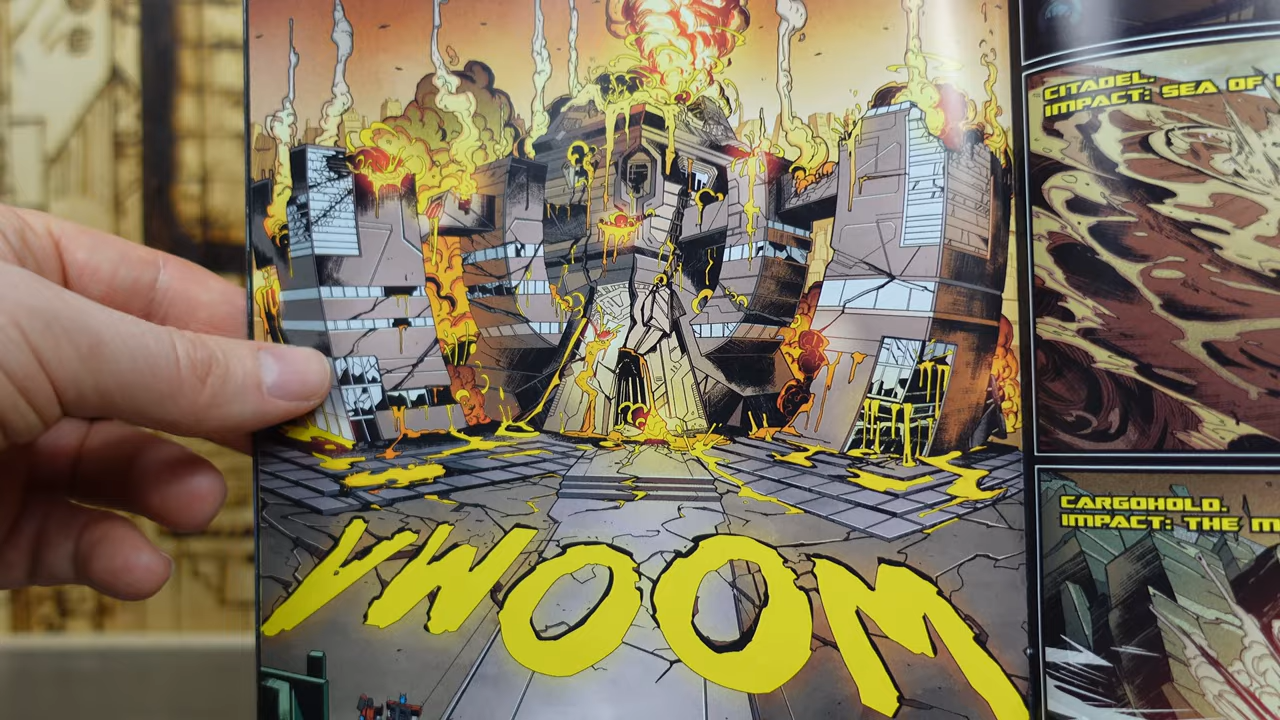 VWOOM
CITADEL.
IMPACT: SEA OF
CARGOHOLD.
IMPACT: THE M